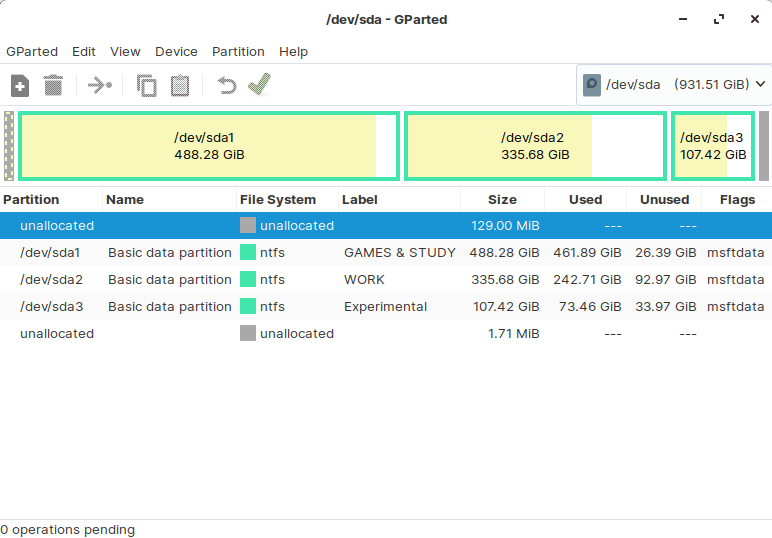 /dev/sda - GParted
GParted Edit View Device Partition Help
/dev/sda (931.51 GiB)
/dev/sda1
488.28 GiB
/dev/sda2
335.68 GiB
/dev/sda3
107.42 GiB
Partition Name File System Label Size Used Unused Flags
unallocated unallocated 129.00 MiB --- ---
/dev/sda1 Basic data partition ntfs GAMES & STUDY 488.28 GiB 461.89 GiB 26.39 GiB msftdata
/dev/sda2 Basic data partition ntfs WORK 335.68 GiB 242.71 GiB 92.97 GiB msftdata
/dev/sda3 Basic data partition ntfs Experimental 107.42 GiB 73.46 GiB 33.97 GiB msftdata
unallocated unallocated 1.71 MiB --- ---
0 operations pending